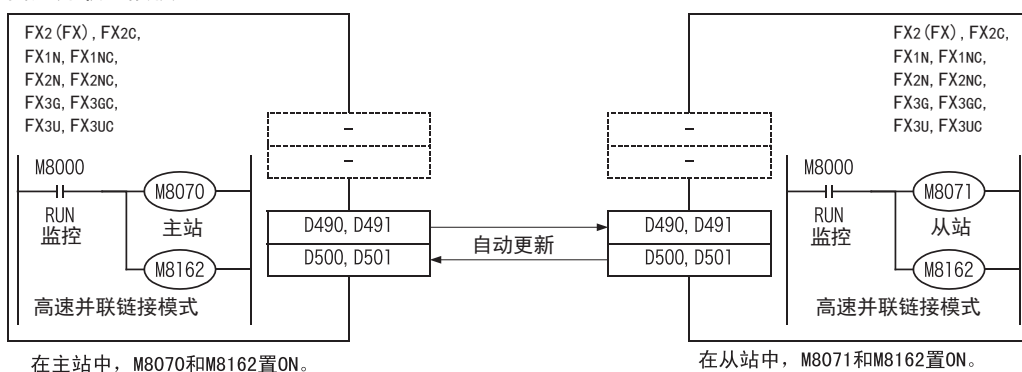 FX2(FX), FX2C,
FX1N, FX1NC,
FX2N, FX2NC,
FX3G, FX3GC,
FX3U, FX3UC
M8000
RUN
监控
M8070
主站
M8162
高速并联链接模式
-
-
D490, D491
D500, D501
自动更新
-
-
D490, D491
D500, D501
FX2(FX), FX2C,
FX1N, FX1NC,
FX2N, FX2NC,
FX3G, FX3GC,
FX3U, FX3UC
M8000
RUN
监控
M8071
从站
M8162
高速并联链接模式
在主站中，M8070和M8162置ON。
在从站中，M8071和M8162置ON。